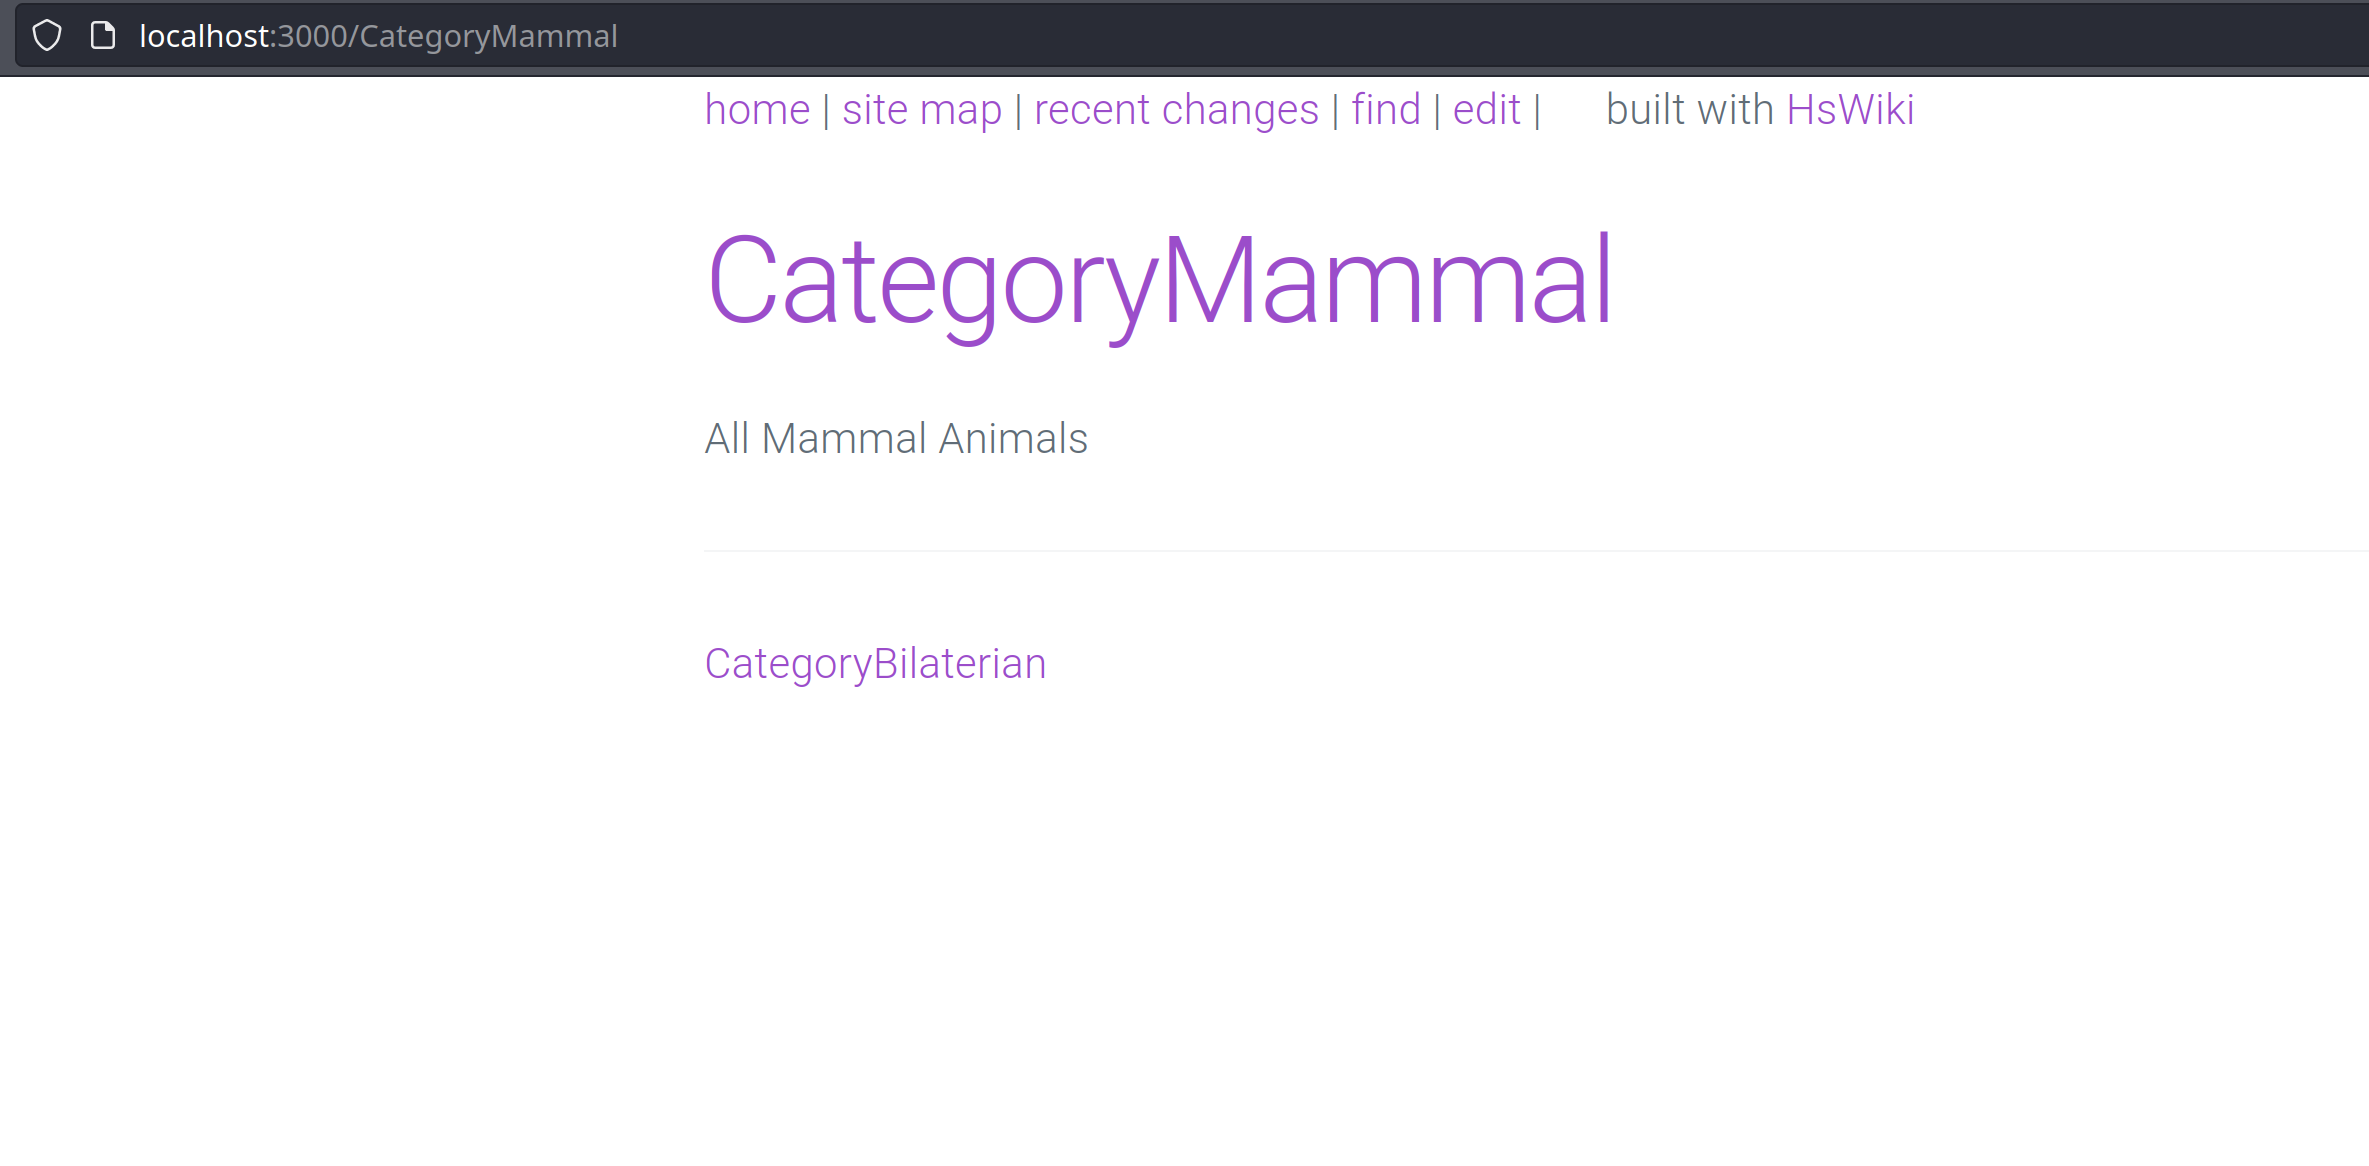 localhost:3000/CategoryMammal
home | site map | recent changes | find | edit | built with HsWiki
CategoryMammal
All Mammal Animals
CategoryBilaterian